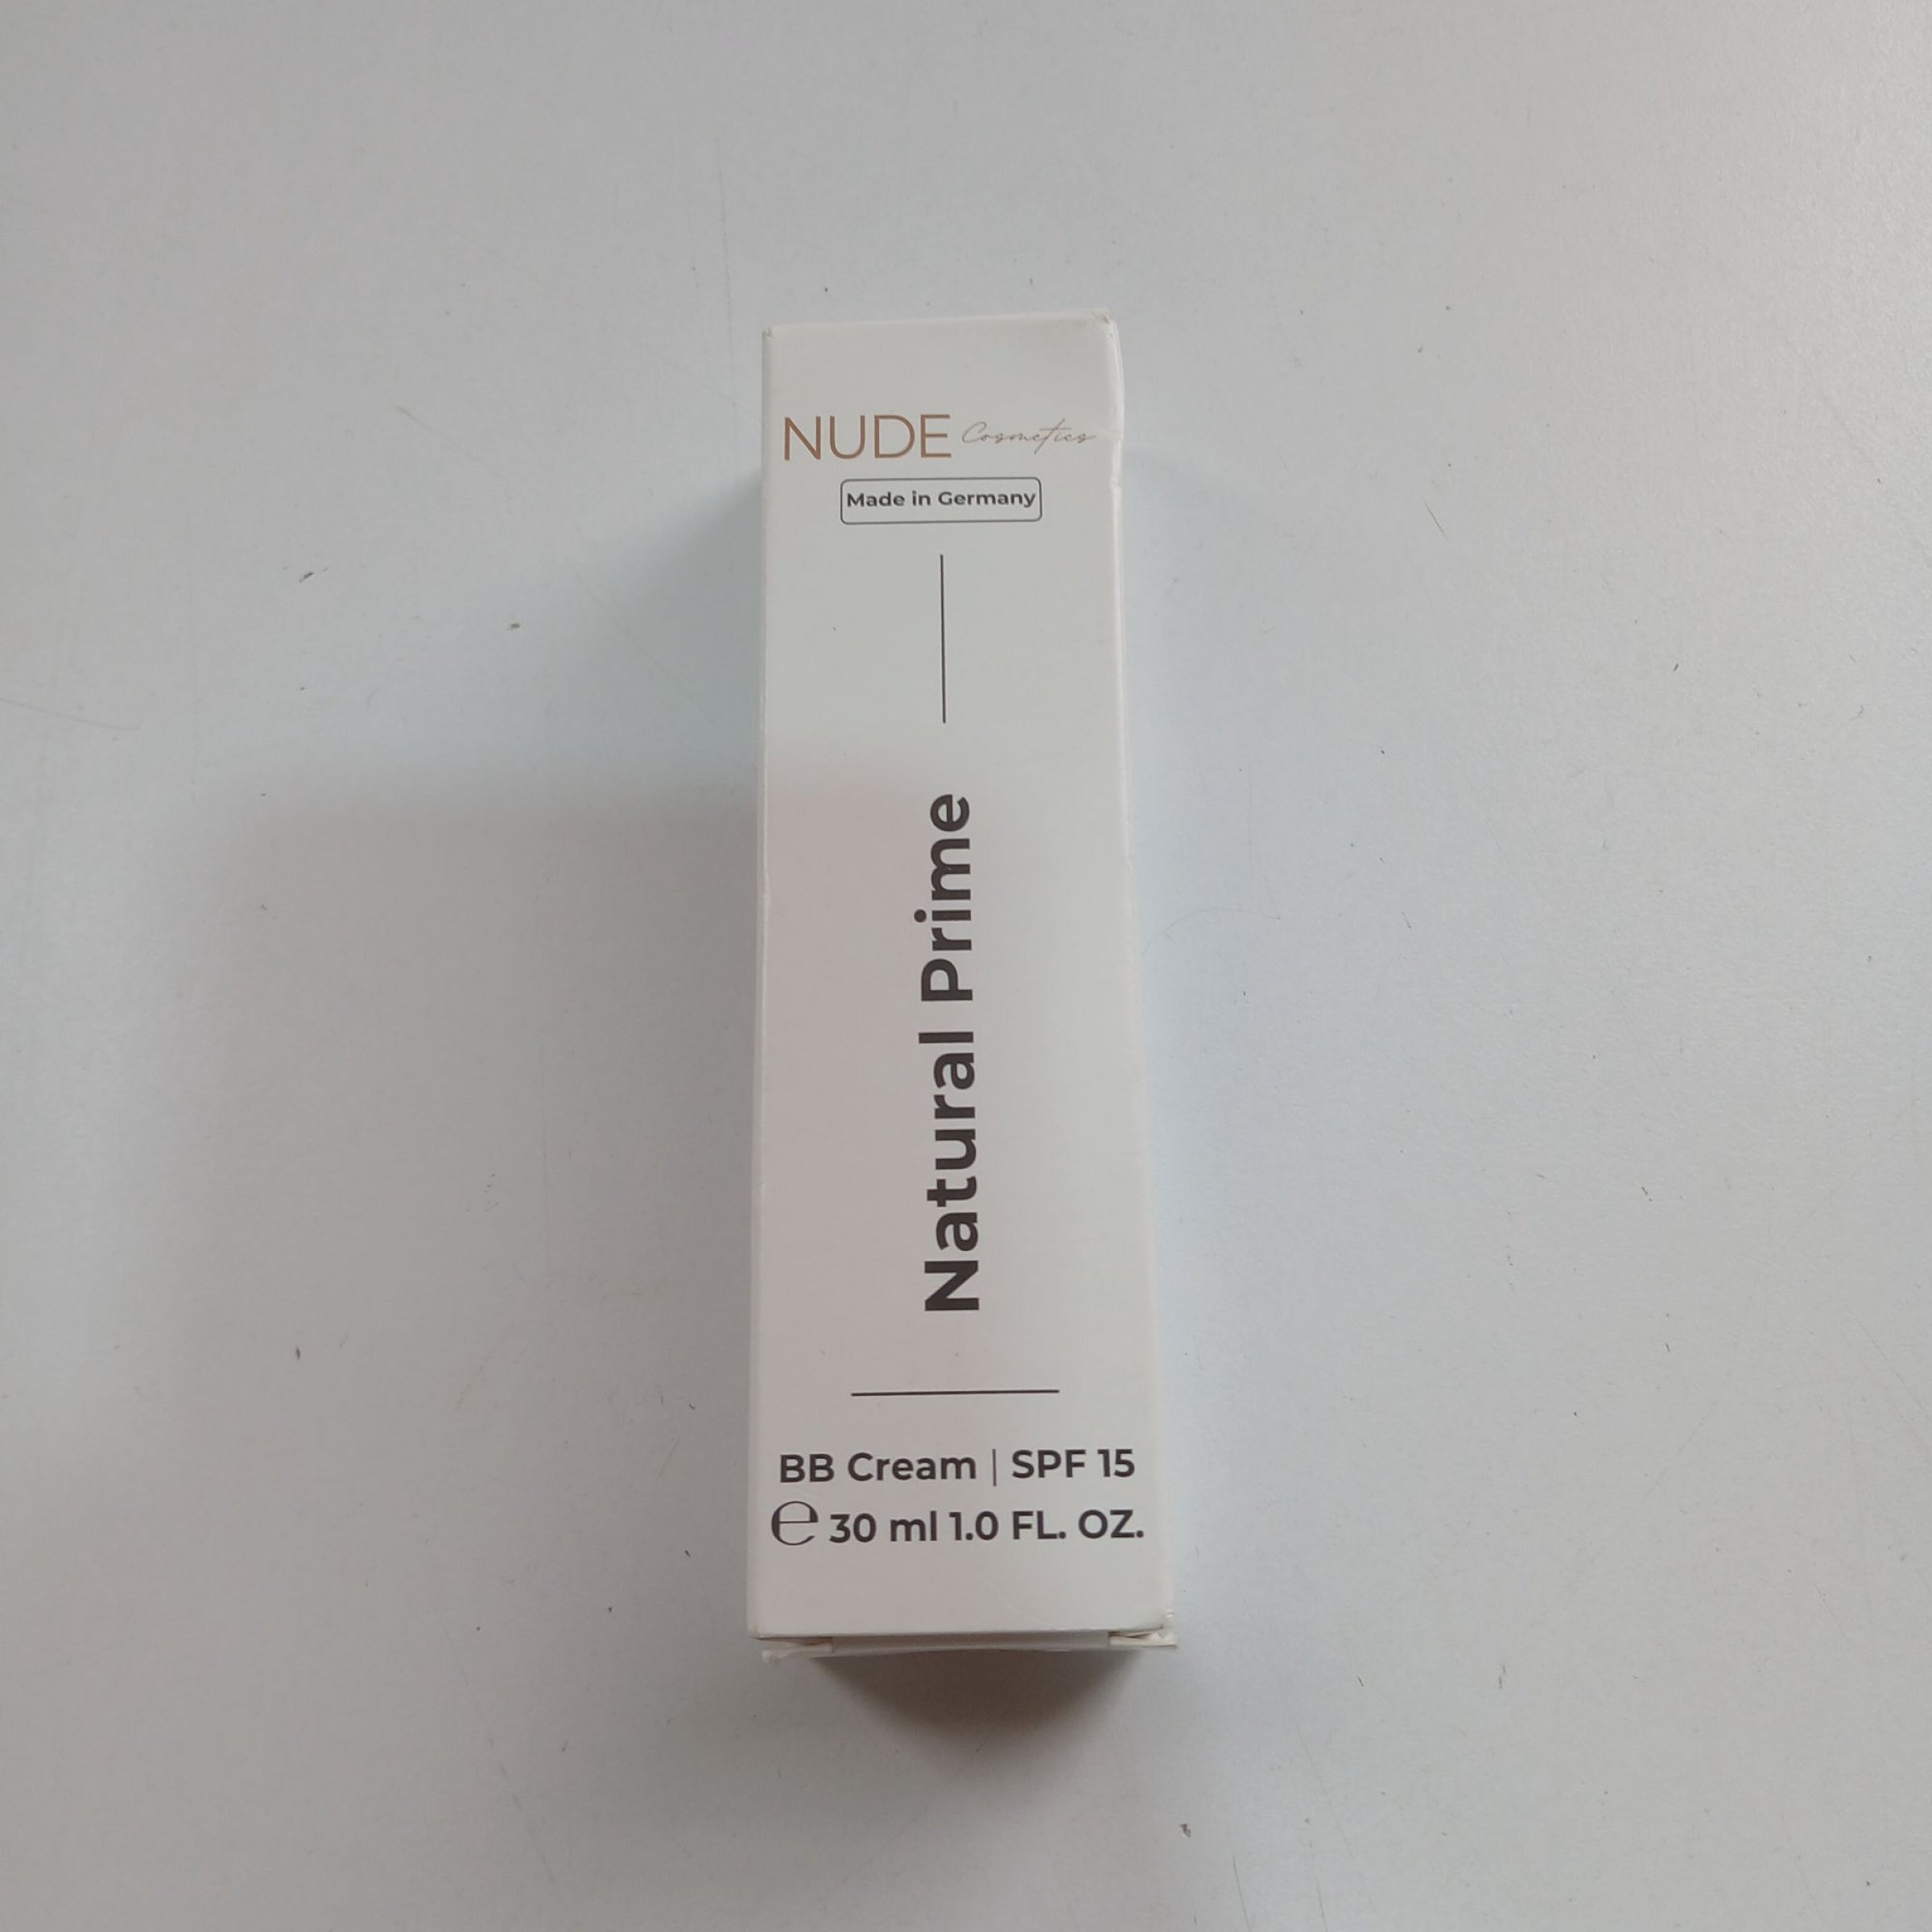 NUDE Cosmetics
Made in Germany
Natural Prime
BB Cream | SPF 15
℮ 30 ml 1.0 FL. OZ.